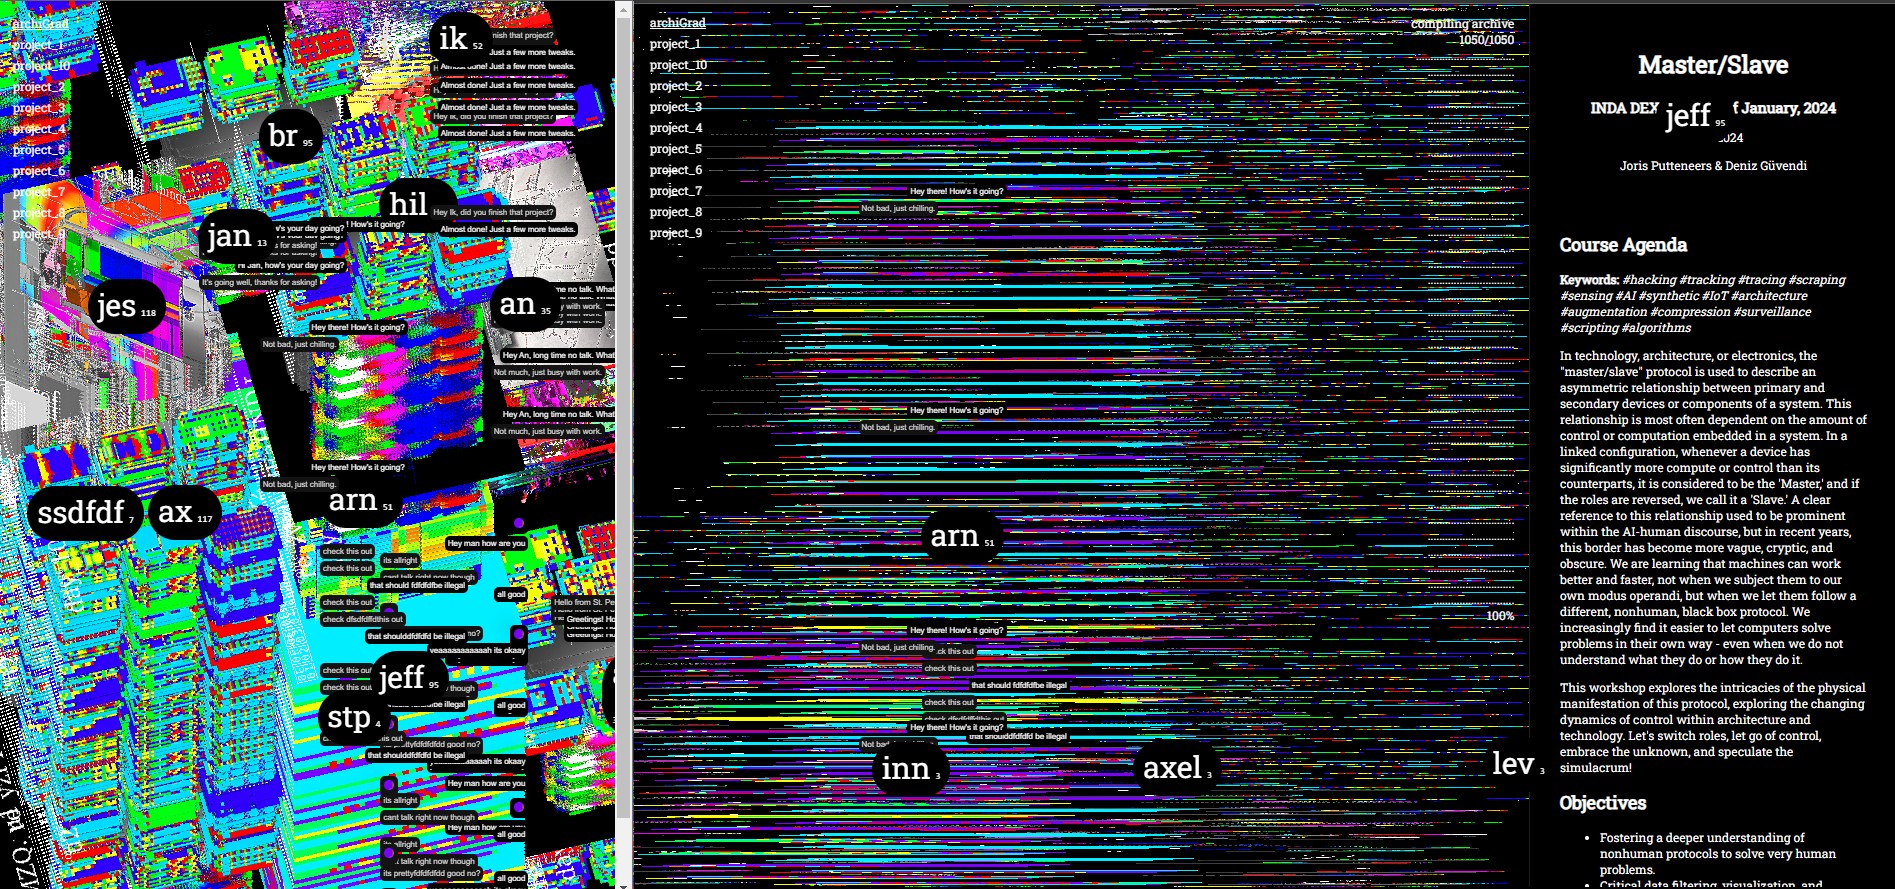 archiGrad
project_1
project_10
project_2
project_3
project_4
project_5
project_6
project_7
project_8
project_9
ik 52
nish that project?
Just a few more tweaks.
Almost done! Just a few more tweaks.
Almost done! Just a few more tweaks.
Almost done! Just a few more tweaks.
Hey Ik, did you finish that project?
Almost done! Just a few more tweaks.
br 95
hil
Hey Ik, did you finish that project?
How's it going?
Almost done! Just a few more tweaks.
jan 13
's your day going?
s for asking!
Hi Jan, how's your day going?
It's going well, thanks for asking!
jes 118
an 35
me no talk. What
y with work.
Hey there! How's it going?
Not bad, just chilling.
Hey An, long time no talk. What
Not much, just busy with work.
Hey An, long time no talk. What
Not much, just busy with work.
Hey there! How's it going?
Not bad, just chilling.
arn 51
ssdfdf 7
ax 117
Hey man how are you
check this out
its allright
check this out
cant talk right now though
that should fdfdfdfbe illegal
all good
check this out
check dfsdfdfdthis out
Hello from St. Pe
Greetings! Ho
that shoulddfdfdfd be illegal
no?
yeaaaaaaaaaaah its okaay
check this out
check this out
jeff 95
though
be illegal
all good
stp 4
prettyfdfdfdfdd good no?
that shoulddfdfdfd be illegal
aaaaaah its okaay
Hey man how are you
its allright
cant talk right now though
Hey man how
all good
allright
talk right now though
its prettyfdfdfdfdd good no?
all good
archiGrad
project_1
project_10
project_2
project_3
project_4
project_5
project_6
project_7
project_8
project_9
compiling archive
1050/1050
Hey there! How's it going?
Not bad, just chilling.
Hey there! How's it going?
Not bad, just chilling.
arn 51
100%
Hey there! How's it going?
Not bad, just chilling.
ck this out
check this out
that should fdfdfdfbe illegal
check this out
Hey there! How's it going?
that shoulddfdfdfd be illegal
Not bad
inn 3
axel 3
lev 3
Master/Slave
INDA DEX
jeff 95
f January, 2024
024
Joris Putteneers & Deniz Güvendi
Course Agenda
Keywords: #hacking #tracking #tracing #scraping
#sensing #AI #synthetic #IoT #architecture
#augmentation #compression #surveillance
#scripting #algorithms
In technology, architecture, or electronics, the
"master/slave" protocol is used to describe an
asymmetric relationship between primary and
secondary devices or components of a system. This
relationship is most often dependent on the amount of
control or computation embedded in a system. In a
linked configuration, whenever a device has
significantly more compute or control than its
counterparts, it is considered to be the 'Master,' and if
the roles are reversed, we call it a 'Slave.' A clear
reference to this relationship used to be prominent
within the AI-human discourse, but in recent years,
this border has become more vague, cryptic, and
obscure. We are learning that machines can work
better and faster, not when we subject them to our
own modus operandi, but when we let them follow a
different, nonhuman, black box protocol. We
increasingly find it easier to let computers solve
problems in their own way - even when we do not
understand what they do or how they do it.
This workshop explores the intricacies of the physical
manifestation of this protocol, exploring the changing
dynamics of control within architecture and
technology. Let's switch roles, let go of control,
embrace the unknown, and speculate the
simulacrum!
Objectives
Fostering a deeper understanding of
nonhuman protocols to solve very human
problems.
Critical data filtering, visualization, and